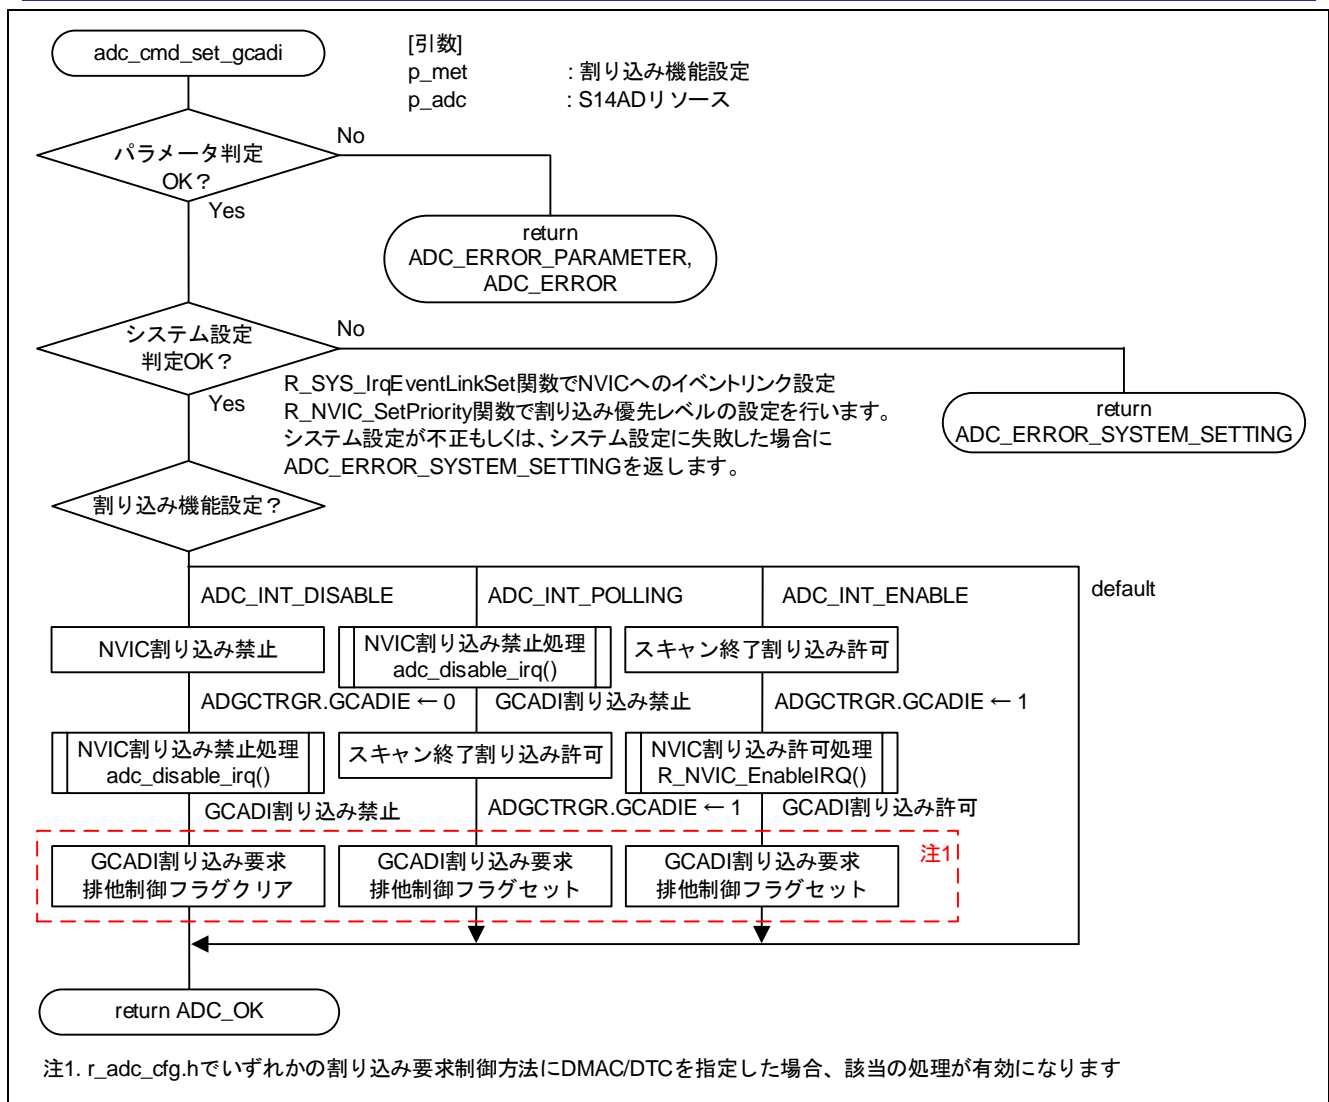 adc_cmd_set_gcadi
[引数]
p_met : 割り込み機能設定
p_adc : S14ADリソース
パラメータ判定
OK？
No
Yes
return
ADC_ERROR_PARAMETER,
ADC_ERROR
システム設定
判定OK？
No
Yes
R_SYS_IrqEventLinkSet関数でNVICへのイベントリンク設定
R_NVIC_SetPriority関数で割り込み優先レベルの設定を行います。
システム設定が不正もしくは、システム設定に失敗した場合に
ADC_ERROR_SYSTEM_SETTINGを返します。
return
ADC_ERROR_SYSTEM_SETTING
割り込み機能設定？
ADC_INT_DISABLE
ADC_INT_POLLING
ADC_INT_ENABLE
default
NVIC割り込み禁止
NVIC割り込み禁止処理
adc_disable_irq()
スキャン終了割り込み許可
ADGCTRGR.GCADIE ← 0
GCADI割り込み禁止
ADGCTRGR.GCADIE ← 1
NVIC割り込み禁止処理
adc_disable_irq()
スキャン終了割り込み許可
NVIC割り込み許可処理
R_NVIC_EnableIRQ()
GCADI割り込み禁止
ADGCTRGR.GCADIE ← 1
GCADI割り込み許可
GCADI割り込み要求
排他制御フラグクリア
GCADI割り込み要求
排他制御フラグセット
GCADI割り込み要求
排他制御フラグセット
注1
return ADC_OK
注1. r_adc_cfg.hでいずれかの割り込み要求制御方法にDMAC/DTCを指定した場合、該当の処理が有効になります